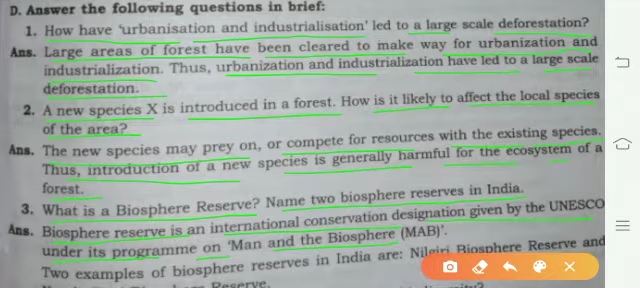 D. Answer the following questions in brief:
1. How have 'urbanisation and industrialisation' led to a large scale deforestation?
Ans. Large areas of forest have been cleared to make way for urbanization and
industrialization. Thus, urbanization and industrialization have led to a large scale
deforestation.
2. A new species X is introduced in a forest. How is it likely to affect the local species
of the area?
Ans. The new species may prey on, or compete for resources with the existing species.
Thus, introduction of a new species is generally harmful for the ecosystem of a
forest.
3. What is a Biosphere Reserve? Name two biosphere reserves in India.
Ans. Biosphere reserve is an international conservation designation given by the UNESCO
under its programme on 'Man and the Biosphere (MAB)'.
Two examples of biosphere reserves in India are: Nilgiri Biosphere Reserve and
Reserve.